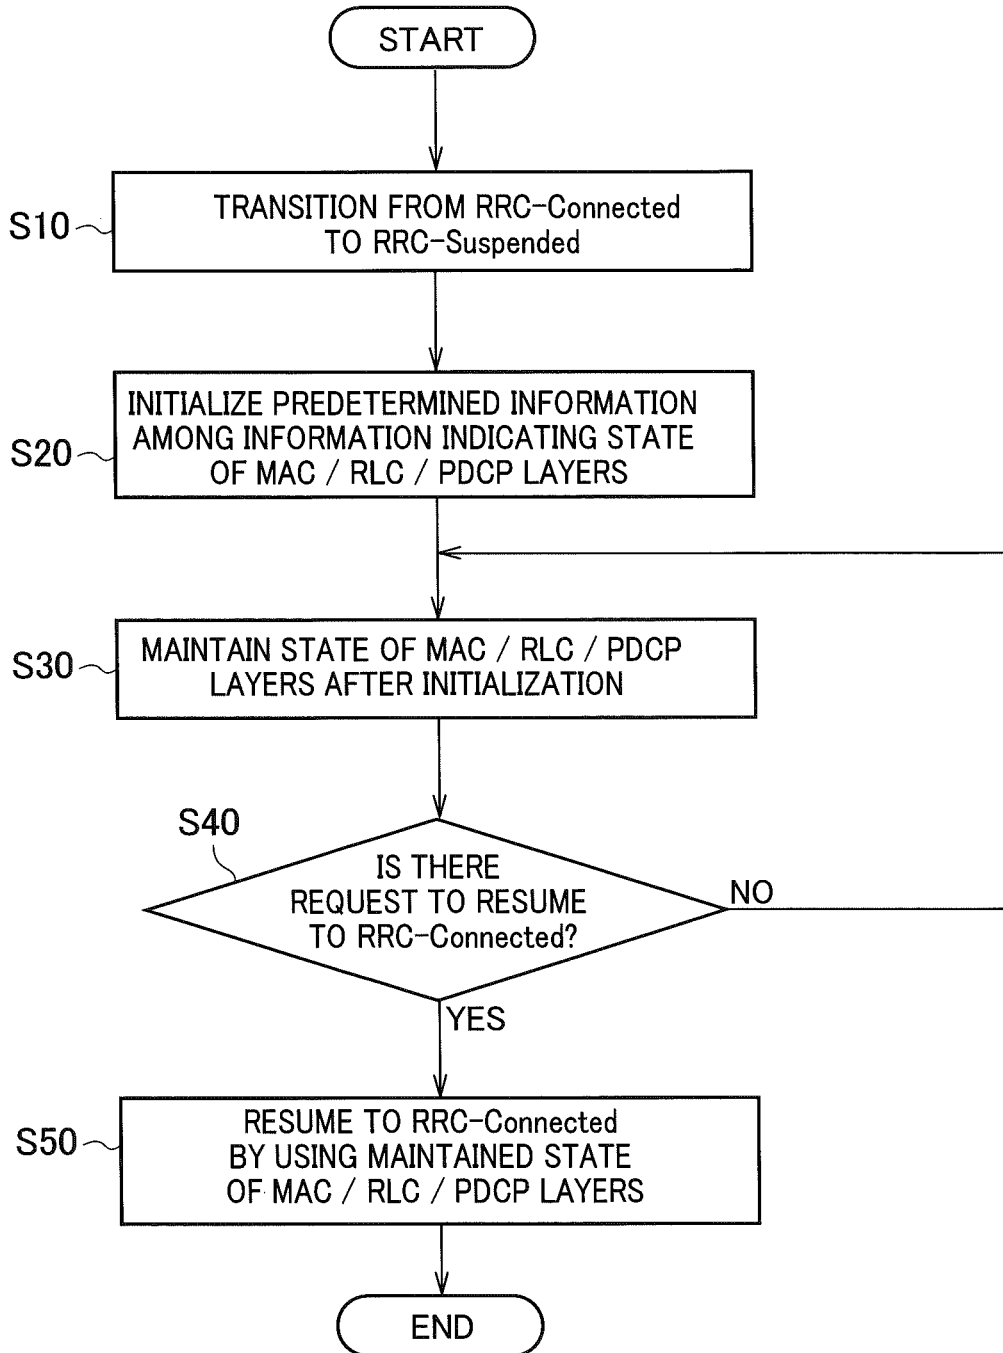 START
S10
TRANSITION FROM RRC-Connected
TO RRC-Suspended
S20
INITIALIZE PREDETERMINED INFORMATION
AMONG INFORMATION INDICATING STATE
OF MAC / RLC / PDCP LAYERS
S30
MAINTAIN STATE OF MAC / RLC / PDCP
LAYERS AFTER INITIALIZATION
S40
IS THERE
REQUEST TO RESUME
TO RRC-Connected?
NO
YES
S50
RESUME TO RRC-Connected
BY USING MAINTAINED STATE
OF MAC / RLC / PDCP LAYERS
END